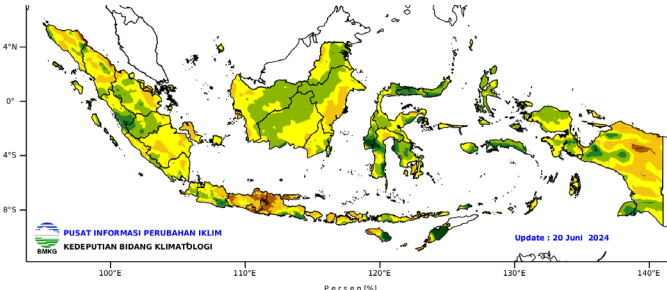 4°N
0°
4°S
8°S
PUSAT INFORMASI PERUBAHAN IKLIM
KEDEPUTIAN BIDANG KLIMATOLOGI
BMKG
Update : 20 Juni 2024
100°E
110°E
120°E
130°E
140°E
Persen[%]